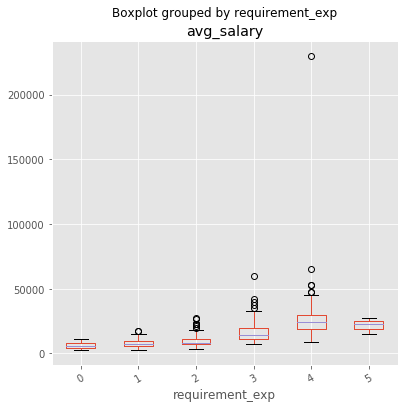 Boxplot grouped by requirement_exp
avg_salary
200000
150000
100000
50000
0
0 1 2 3 4 5
requirement_exp